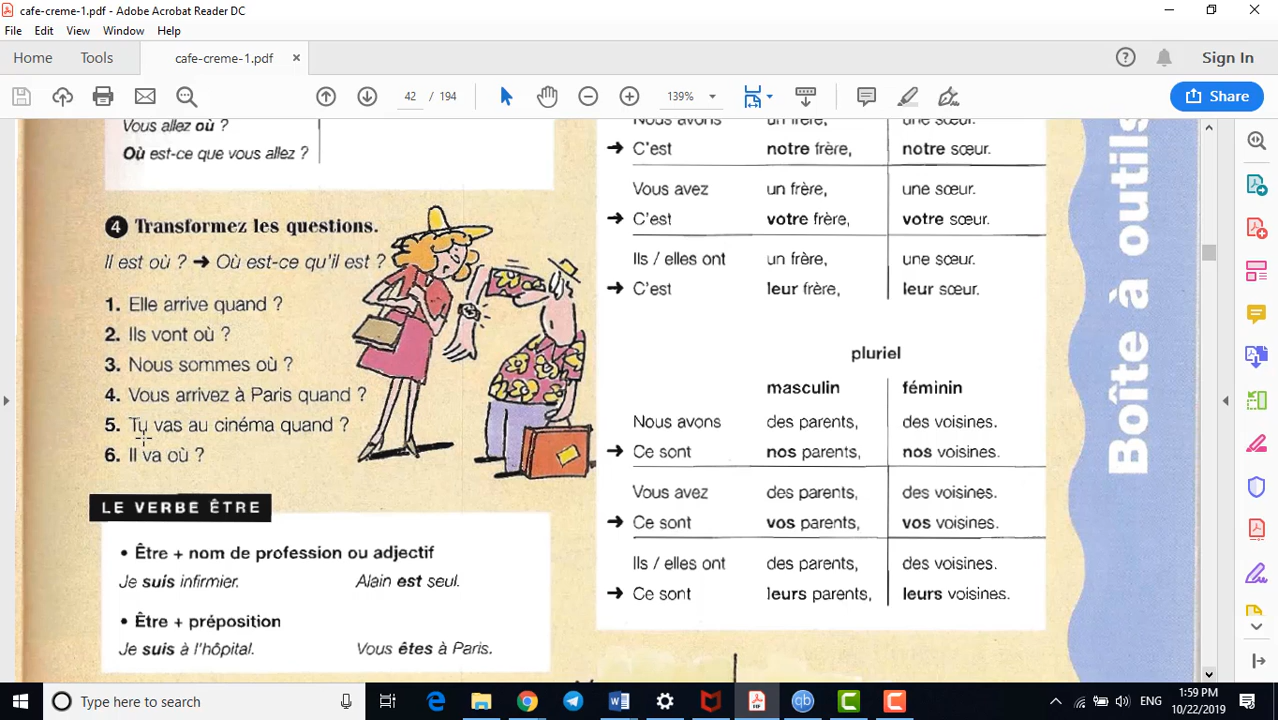 cafe-creme-1.pdf - Adobe Acrobat Reader DC
File Edit View Window Help
Home Tools cafe-creme-1.pdf × Sign In
42 / 194 139% Share
Vous allez où ?
Où est-ce que vous allez ?
4 Transformez les questions.
Il est où ? → Où est-ce qu'il est ?
1. Elle arrive quand ?
2. Ils vont où ?
3. Nous sommes où ?
4. Vous arrivez à Paris quand ?
5. Tu vas au cinéma quand ?
6. Il va où ?
LE VERBE ÊTRE
• Être + nom de profession ou adjectif
Je suis infirmier. Alain est seul.
• Être + préposition
Je suis à l'hôpital. Vous êtes à Paris.
Nous avons un frère, une sœur.
→ C'est notre frère, notre sœur.
Vous avez un frère, une sœur.
→ C'est votre frère, votre sœur.
Ils / elles ont un frère, une sœur.
→ C'est leur frère, leur sœur.
pluriel
masculin féminin
Nous avons des parents, des voisines.
→ Ce sont nos parents, nos voisines.
Vous avez des parents, des voisines.
→ Ce sont vos parents, vos voisines.
Ils / elles ont des parents, des voisines.
→ Ce sont leurs parents, leurs voisines.
Boîte à outils
Type here to search
ENG
1:59 PM
10/22/2019